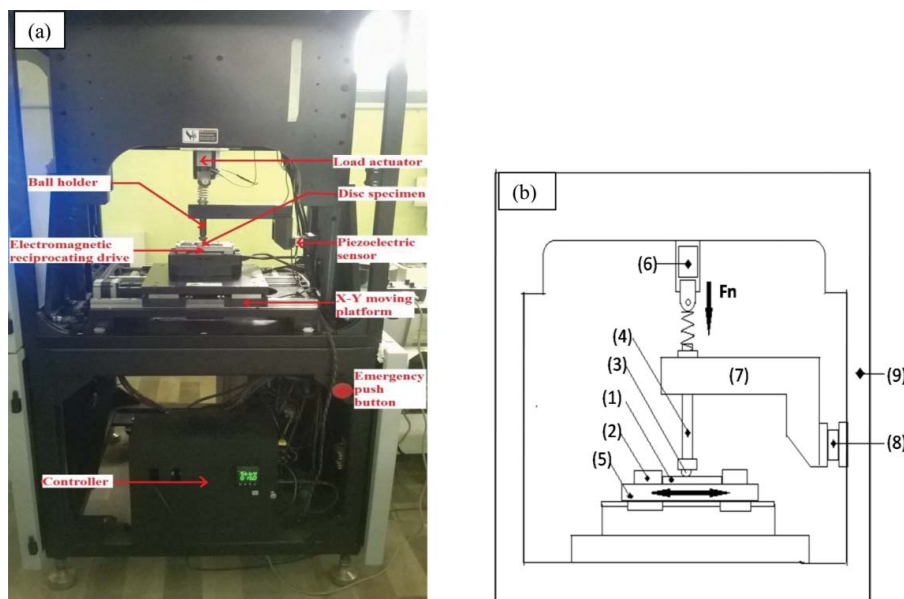 (a)
Load actuator
Ball holder
Disc specimen
Electromagnetic
reciprocating drive
Piezoelectric
sensor
X-Y moving
platform
Emergency
push
button
Controller
(b)
(6)
Fn
(4)
(3)
(7)
(9)
(1)
(2)
(8)
(5)